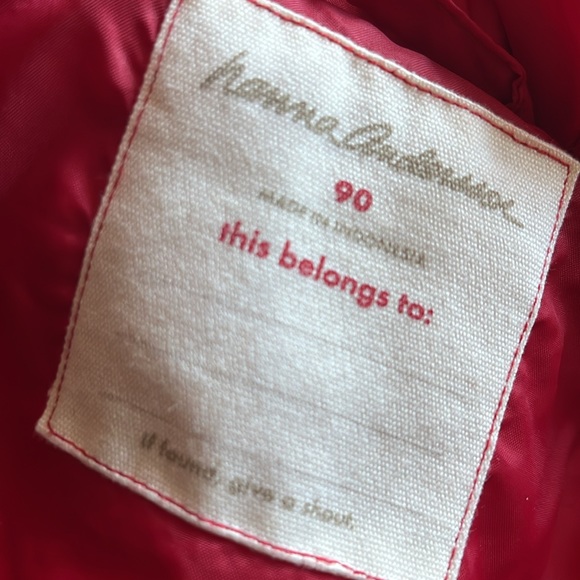 hanna andersson
90
MADE IN INDONESIA
this belongs to:
if found, give a shout.